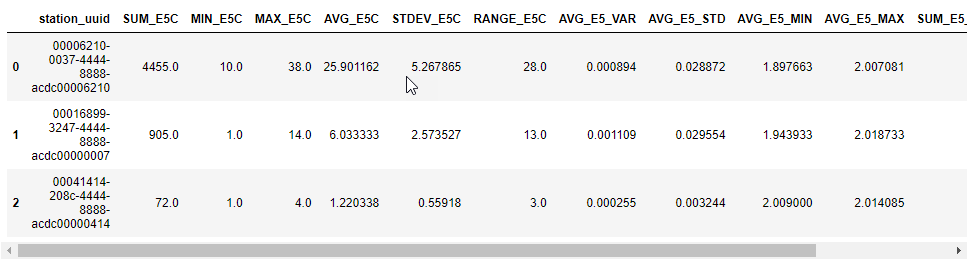 station_uuid SUM_E5C MIN_E5C MAX_E5C AVG_E5C STDEV_E5C RANGE_E5C AVG_E5_VAR AVG_E5_STD AVG_E5_MIN AVG_E5_MAX SUM_E5_
00006210-
0037-4444-
0 8888- 4455.0 10.0 38.0 25.901162 5.267865 28.0 0.000894 0.028872 1.897663 2.007081
acdc00006210
00016899-
3247-4444-
1 8888- 905.0 1.0 14.0 6.033333 2.573527 13.0 0.001109 0.029554 1.943933 2.018733
acdc00000007
00041414-
208c-4444-
2 8888- 72.0 1.0 4.0 1.220338 0.55918 3.0 0.000255 0.003244 2.009000 2.014085
acdc00000414